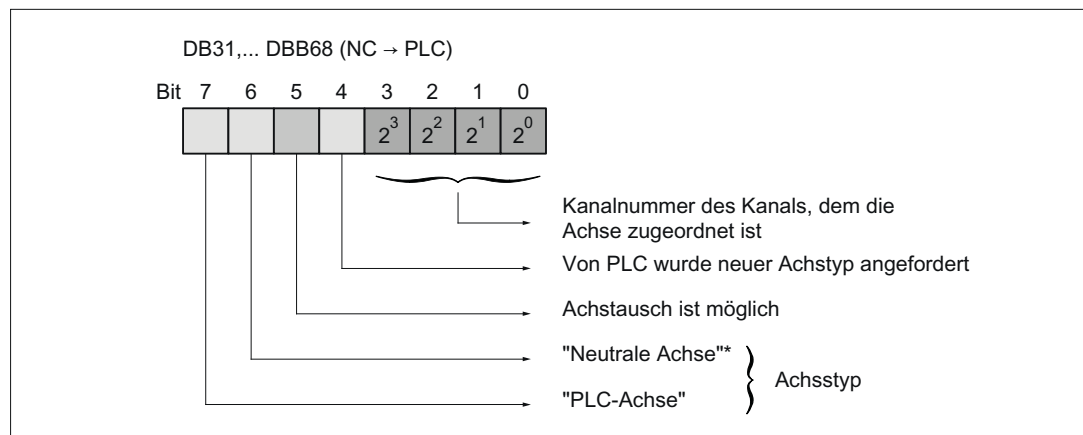 DB31,... DBB68 (NC → PLC)
Bit 7 6 5 4 3 2 1 0
2³ 2² 2¹ 2⁰
Kanalnummer des Kanals, dem die
Achse zugeordnet ist
Von PLC wurde neuer Achstyp angefordert
Achstausch ist möglich
"Neutrale Achse"*
Achsstyp
"PLC-Achse"